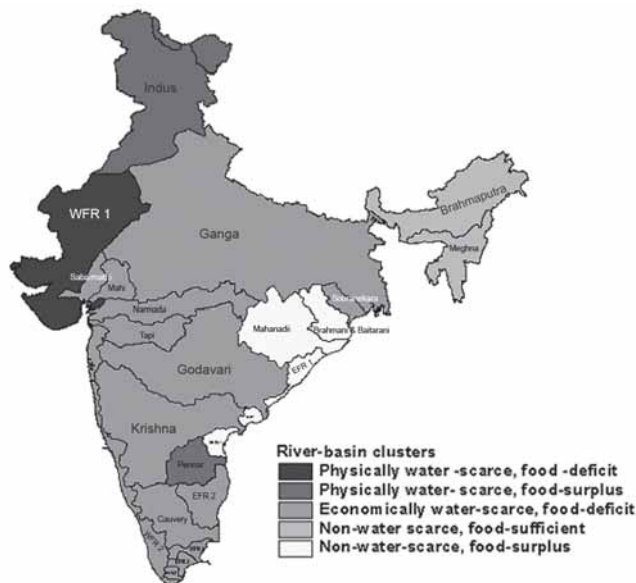 Indus
WFR 1
Ganga
Brahmaputra
Meghna
Sabarmati
Mahi
Subarnekara
Narmada
Mahanadi
Brahmani & Baitarani
Tapi
EFR 1
Godavari
Krishna
Pennar
EFR 2
Cauvery
River-basin clusters
Physically water -scarce, food -deficit
Physically water- scarce, food-surplus
Economically water-scarce, food-deficit
Non-water scarce, food-sufficient
Non-water-scarce, food-surplus